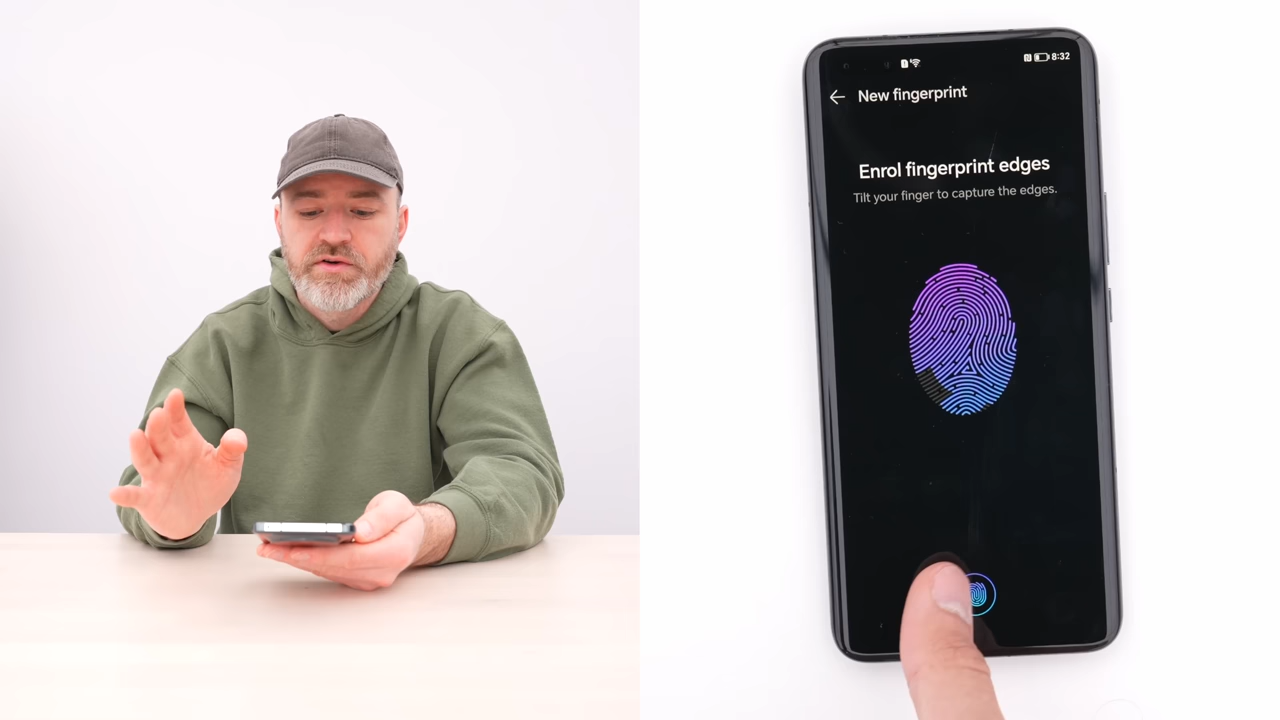 8:32
New fingerprint
Enrol fingerprint edges
Tilt your finger to capture the edges.